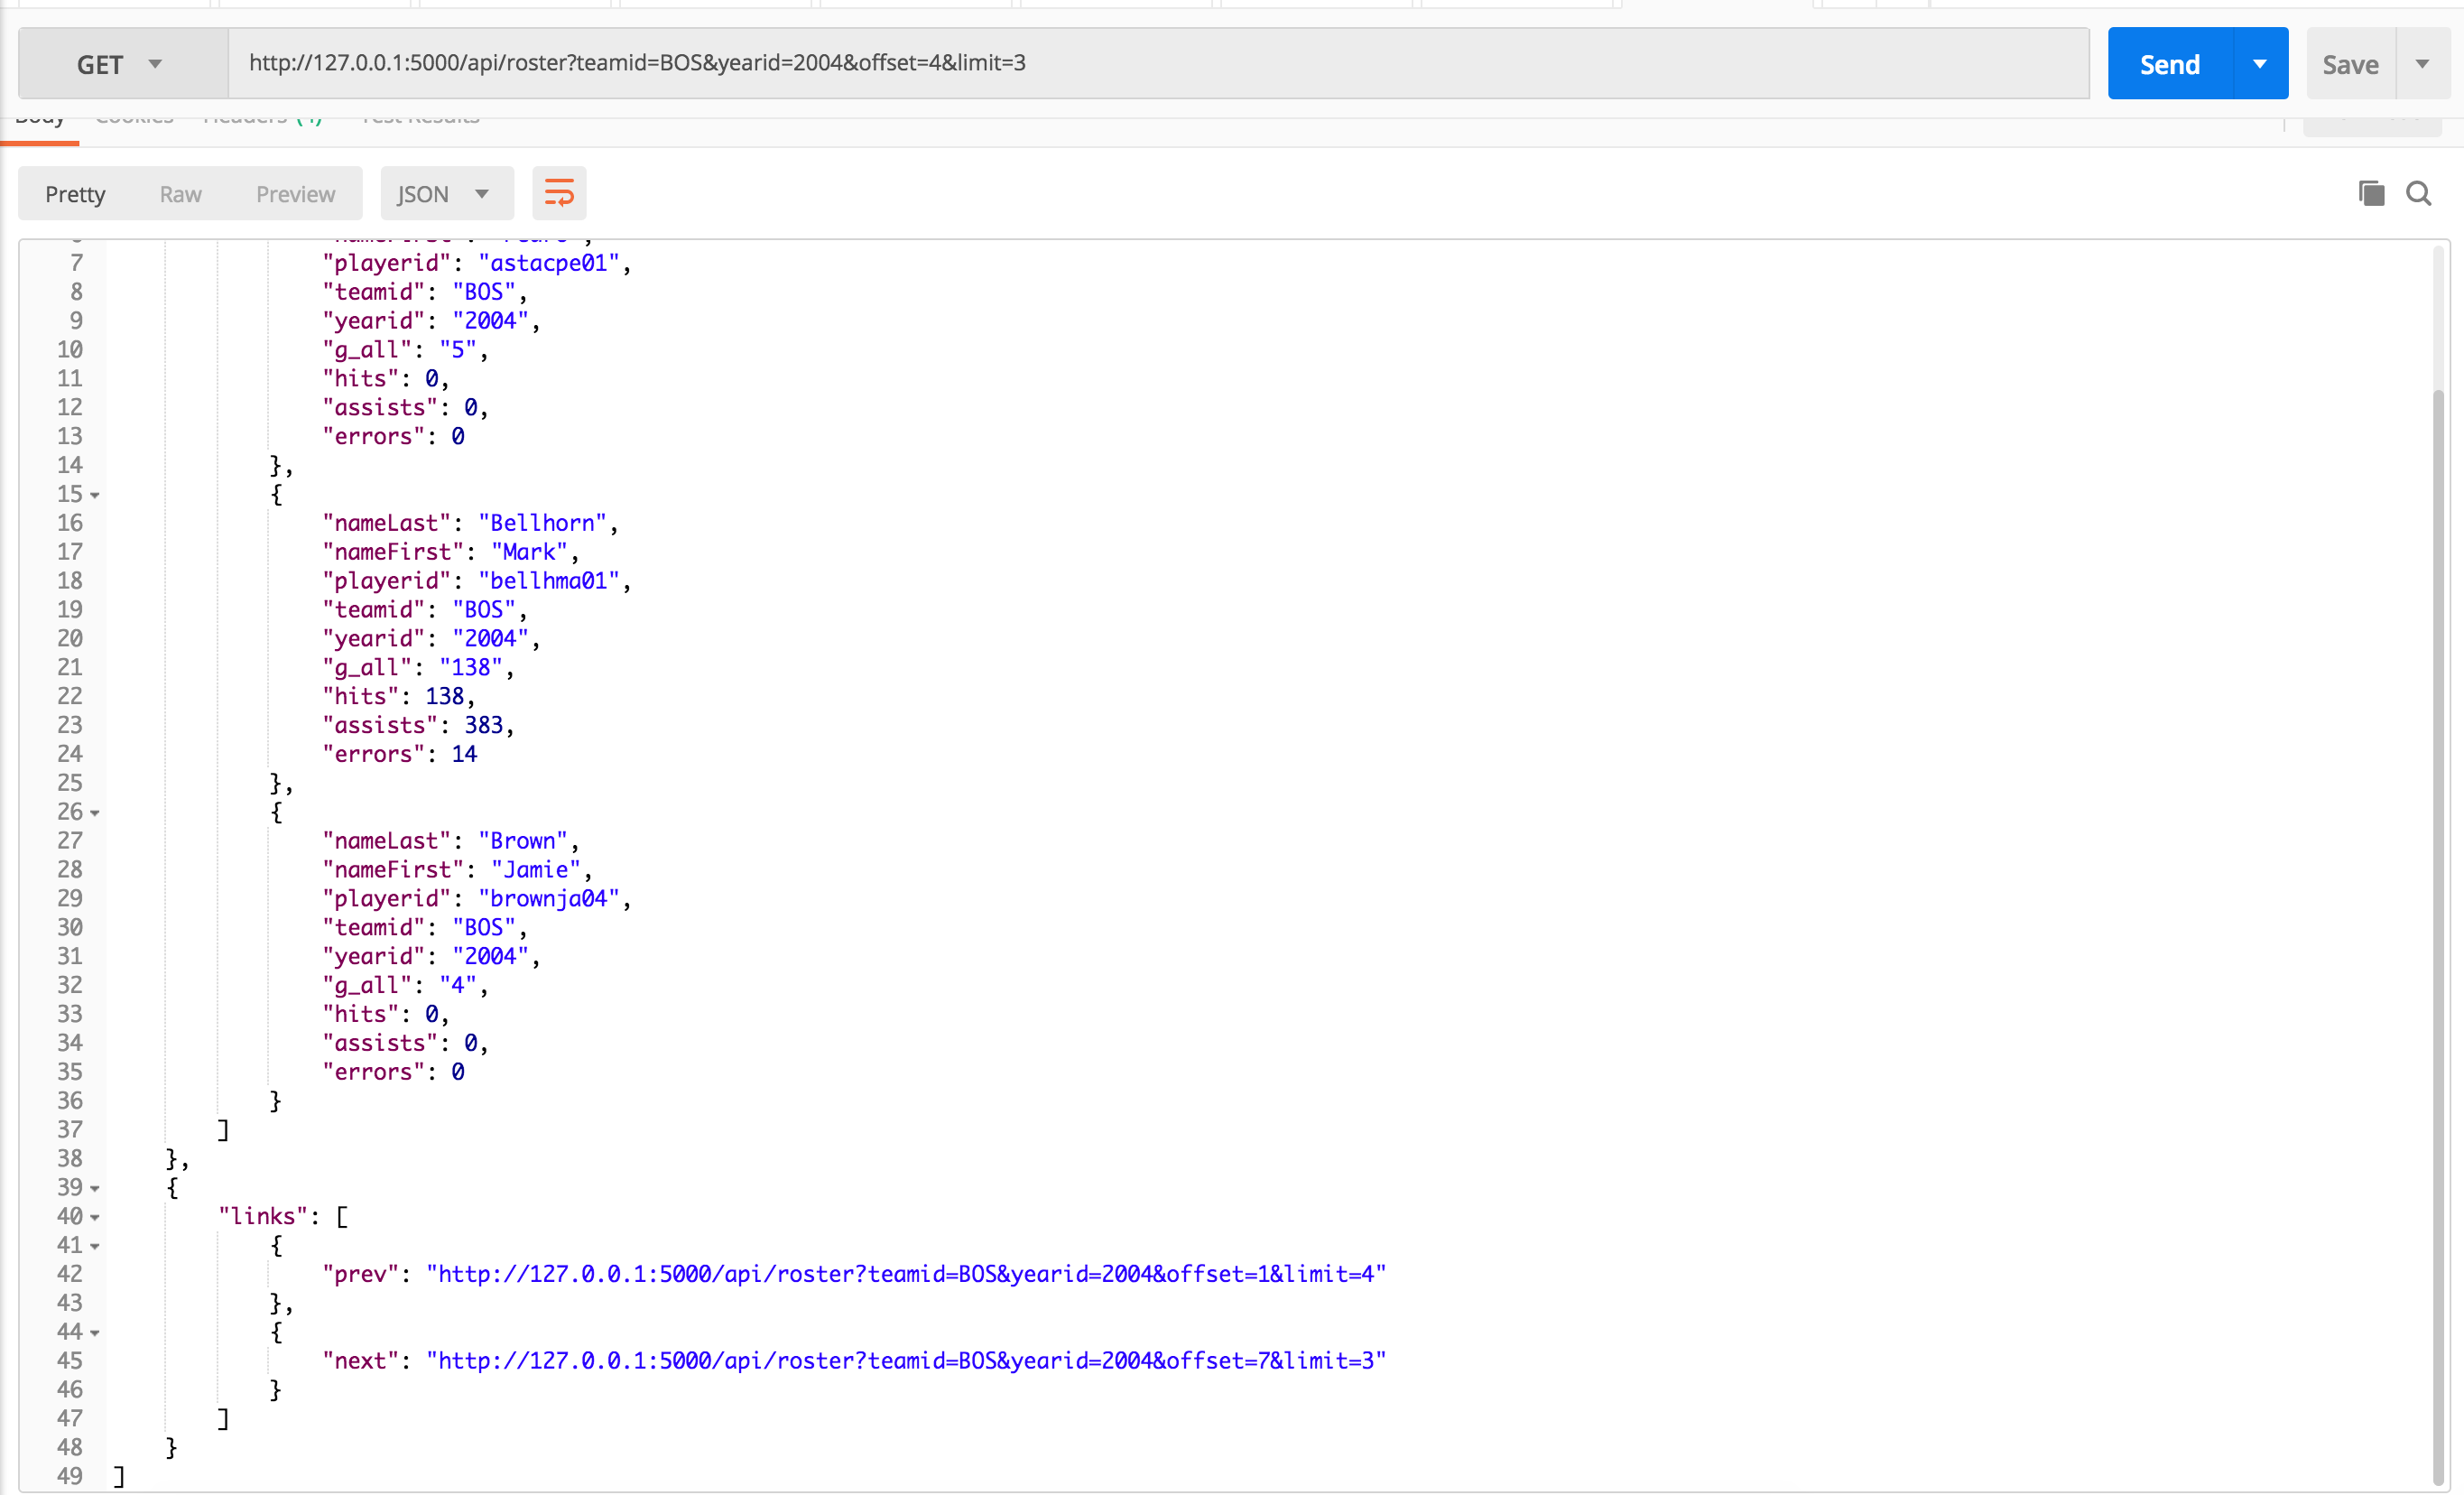 GET http://127.0.0.1:5000/api/roster?teamid=BOS&yearid=2004&offset=4&limit=3 Send Save
Body Cookies Headers (4) Test Results
Pretty Raw Preview JSON
7 "playerid": "astacpe01",
8 "teamid": "BOS",
9 "yearid": "2004",
10 "g_all": "5",
11 "hits": 0,
12 "assists": 0,
13 "errors": 0
14 },
15 {
16 "nameLast": "Bellhorn",
17 "nameFirst": "Mark",
18 "playerid": "bellhma01",
19 "teamid": "BOS",
20 "yearid": "2004",
21 "g_all": "138",
22 "hits": 138,
23 "assists": 383,
24 "errors": 14
25 },
26 {
27 "nameLast": "Brown",
28 "nameFirst": "Jamie",
29 "playerid": "brownja04",
30 "teamid": "BOS",
31 "yearid": "2004",
32 "g_all": "4",
33 "hits": 0,
34 "assists": 0,
35 "errors": 0
36 }
37 ]
38 },
39 {
40 "links": [
41 {
42 "prev": "http://127.0.0.1:5000/api/roster?teamid=BOS&yearid=2004&offset=1&limit=4"
43 },
44 {
45 "next": "http://127.0.0.1:5000/api/roster?teamid=BOS&yearid=2004&offset=7&limit=3"
46 }
47 ]
48 }
49 ]